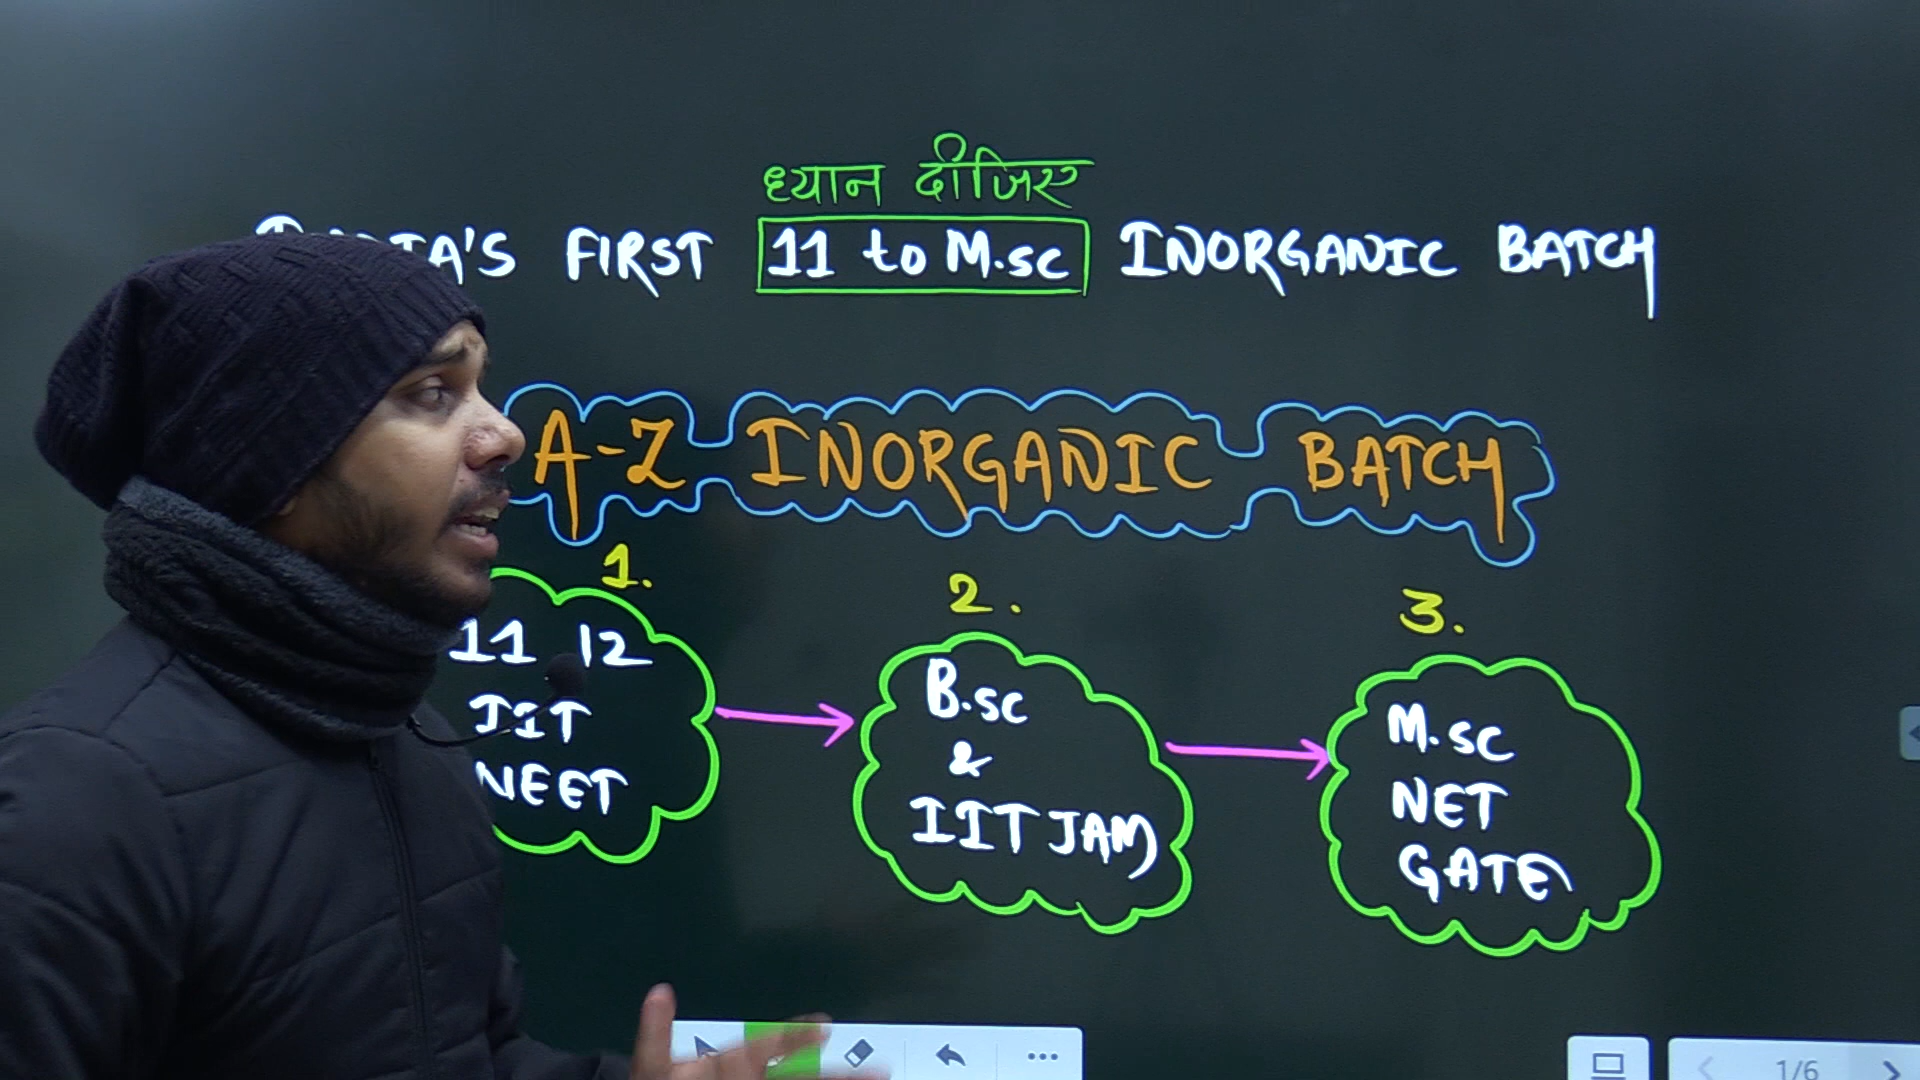 ध्यान दीजिए
FIRST 11 to M.sc INORGANIC BATCH
A-Z INORGANIC BATCH
1.
11 12
IIT
NEET
2.
B.sc
&
IIT JAM
3.
M.sc
NET
GATE
1/6